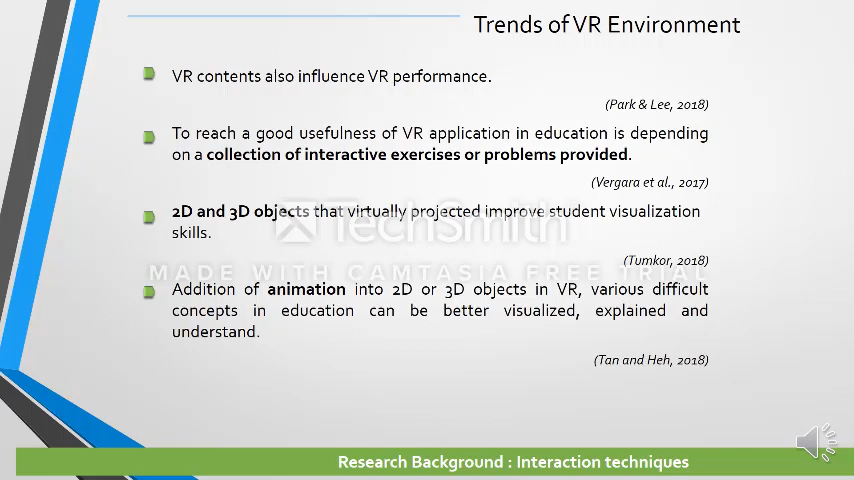 Trends of VR Environment
VR contents also influence VR performance.
(Park & Lee, 2018)
To reach a good usefulness of VR application in education is depending
on a collection of interactive exercises or problems provided.
(Vergara et al., 2017)
2D and 3D objects that virtually projected improve student visualization
skills.
TechSmith
(Tumkor, 2018)
MADE WITH CAMTASIA FREE TRIAL
Addition of animation into 2D or 3D objects in VR, various difficult
concepts in education can be better visualized, explained and
understand.
(Tan and Heh, 2018)
Research Background : Interaction techniques